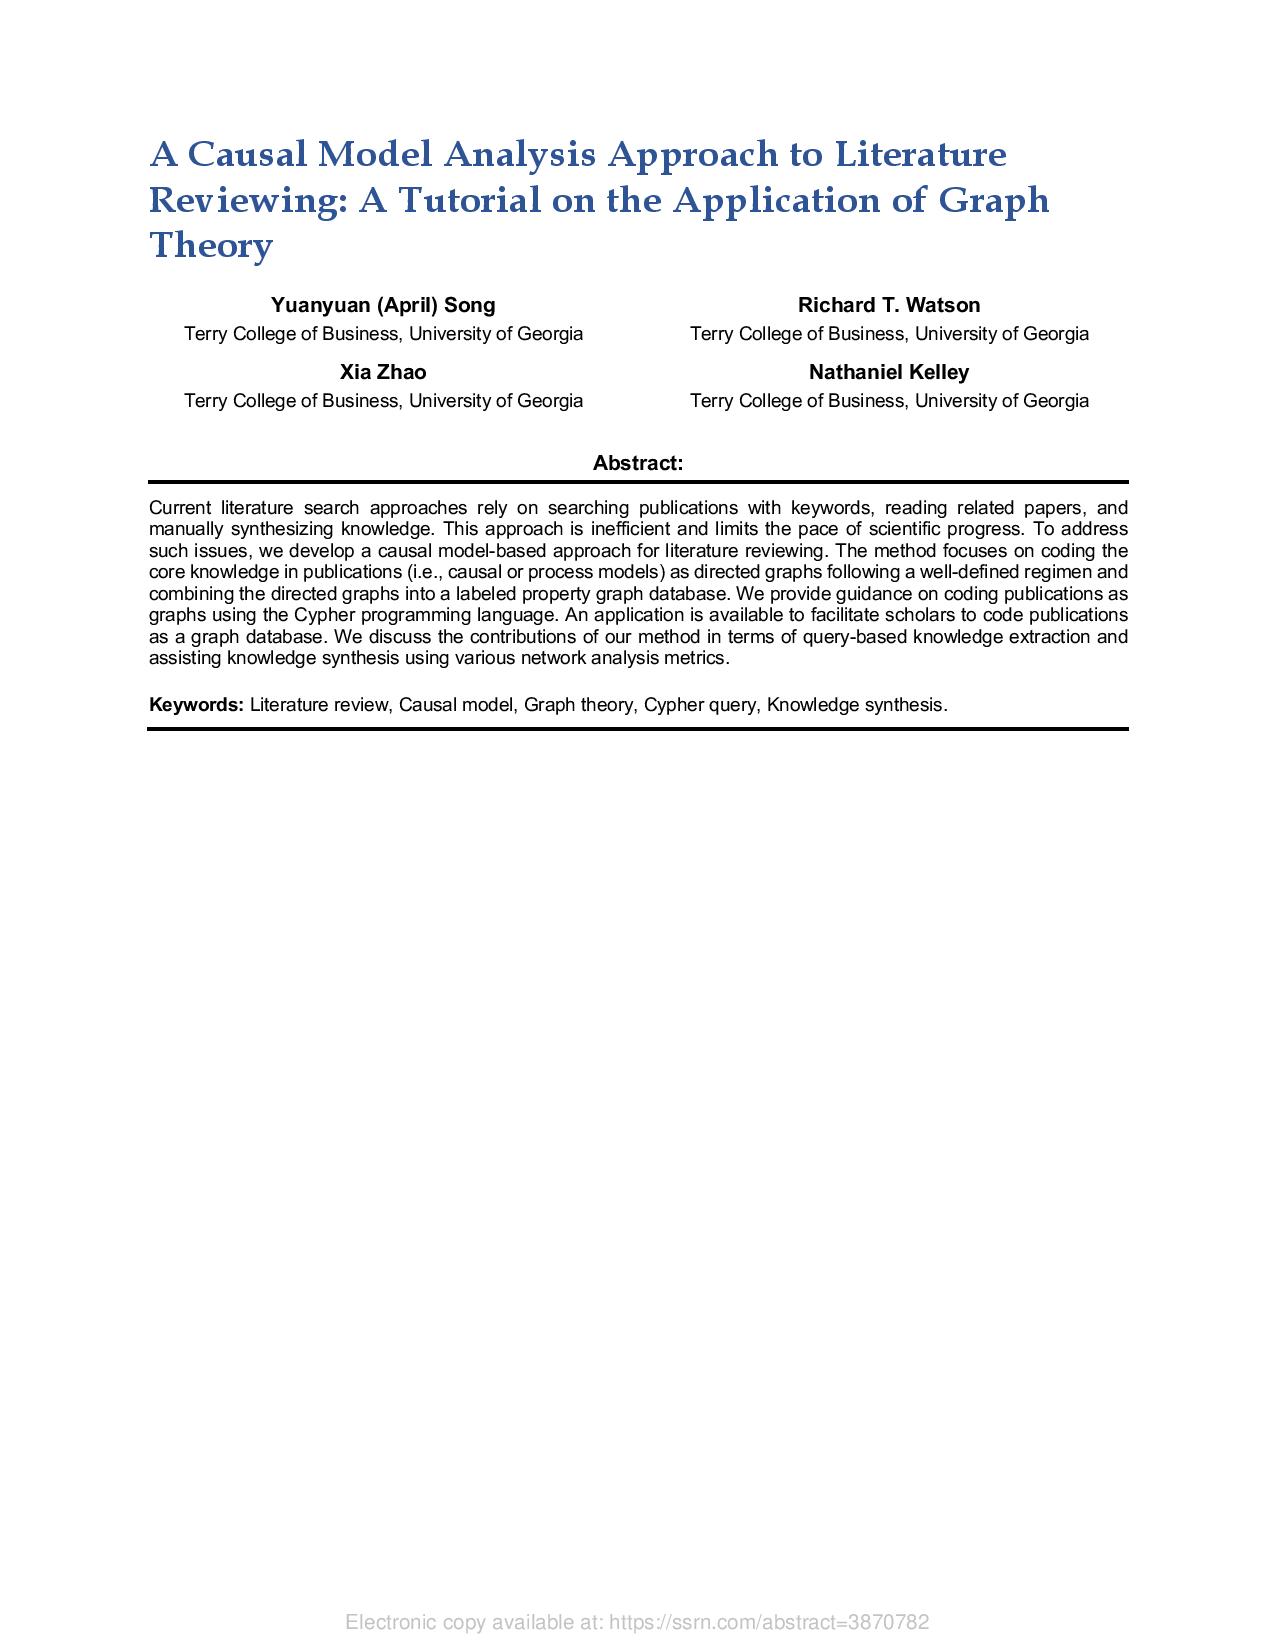 A Causal Model Analysis Approach to Literature
Reviewing: A Tutorial on the Application of Graph
Theory
Yuanyuan (April) Song
Terry College of Business, University of Georgia
Richard T. Watson
Terry College of Business, University of Georgia
Xia Zhao
Terry College of Business, University of Georgia
Nathaniel Kelley
Terry College of Business, University of Georgia
Abstract:
Current literature search approaches rely on searching publications with keywords, reading related papers, and
manually synthesizing knowledge. This approach is inefficient and limits the pace of scientific progress. To address
such issues, we develop a causal model-based approach for literature reviewing. The method focuses on coding the
core knowledge in publications (i.e., causal or process models) as directed graphs following a well-defined regimen and
combining the directed graphs into a labeled property graph database. We provide guidance on coding publications as
graphs using the Cypher programming language. An application is available to facilitate scholars to code publications
as a graph database. We discuss the contributions of our method in terms of query-based knowledge extraction and
assisting knowledge synthesis using various network analysis metrics.
Keywords: Literature review, Causal model, Graph theory, Cypher query, Knowledge synthesis.
Electronic copy available at: https://ssrn.com/abstract=3870782